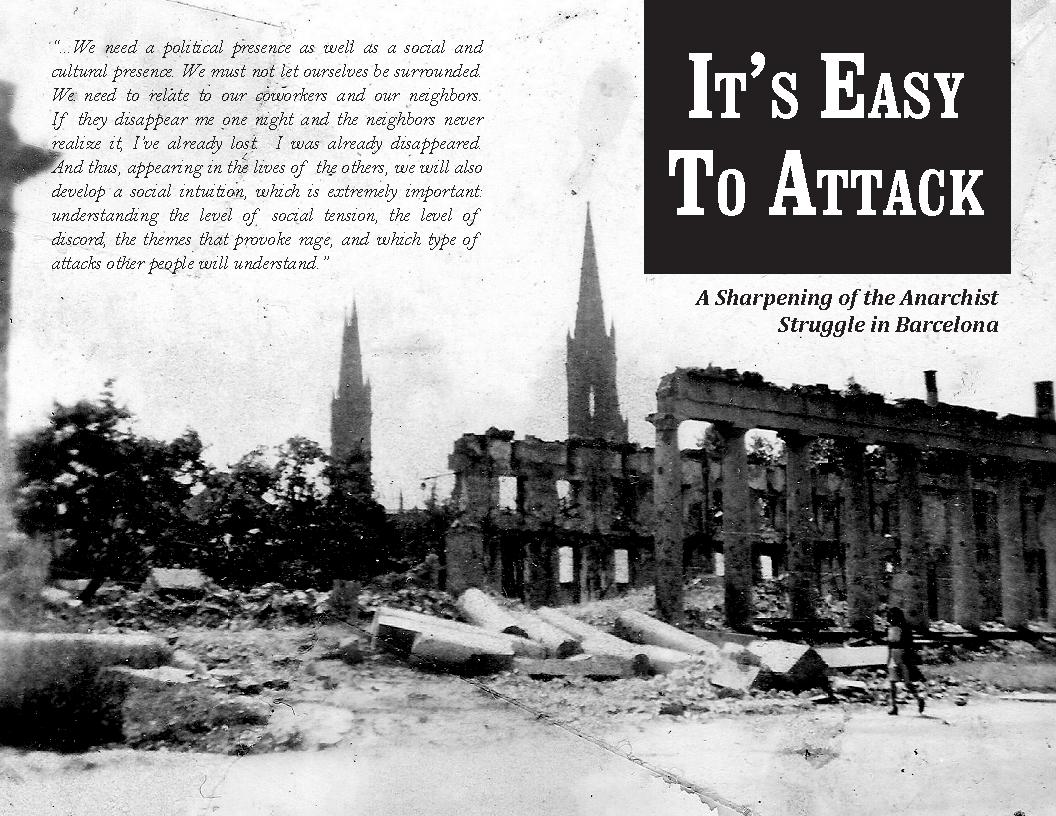 “...We need a political presence as well as a social and
cultural presence. We must not let ourselves be surrounded.
We need to relate to our coworkers and our neighbors.
If they disappear me one night and the neighbors never
realize it, I’ve already lost. I was already disappeared.
And thus, appearing in the lives of the others, we will also
develop a social intuition, which is extremely important:
understanding the level of social tension, the level of
discord, the themes that provoke rage, and which type of
attacks other people will understand.”
It’s Easy
To Attack
A Sharpening of the Anarchist
Struggle in Barcelona